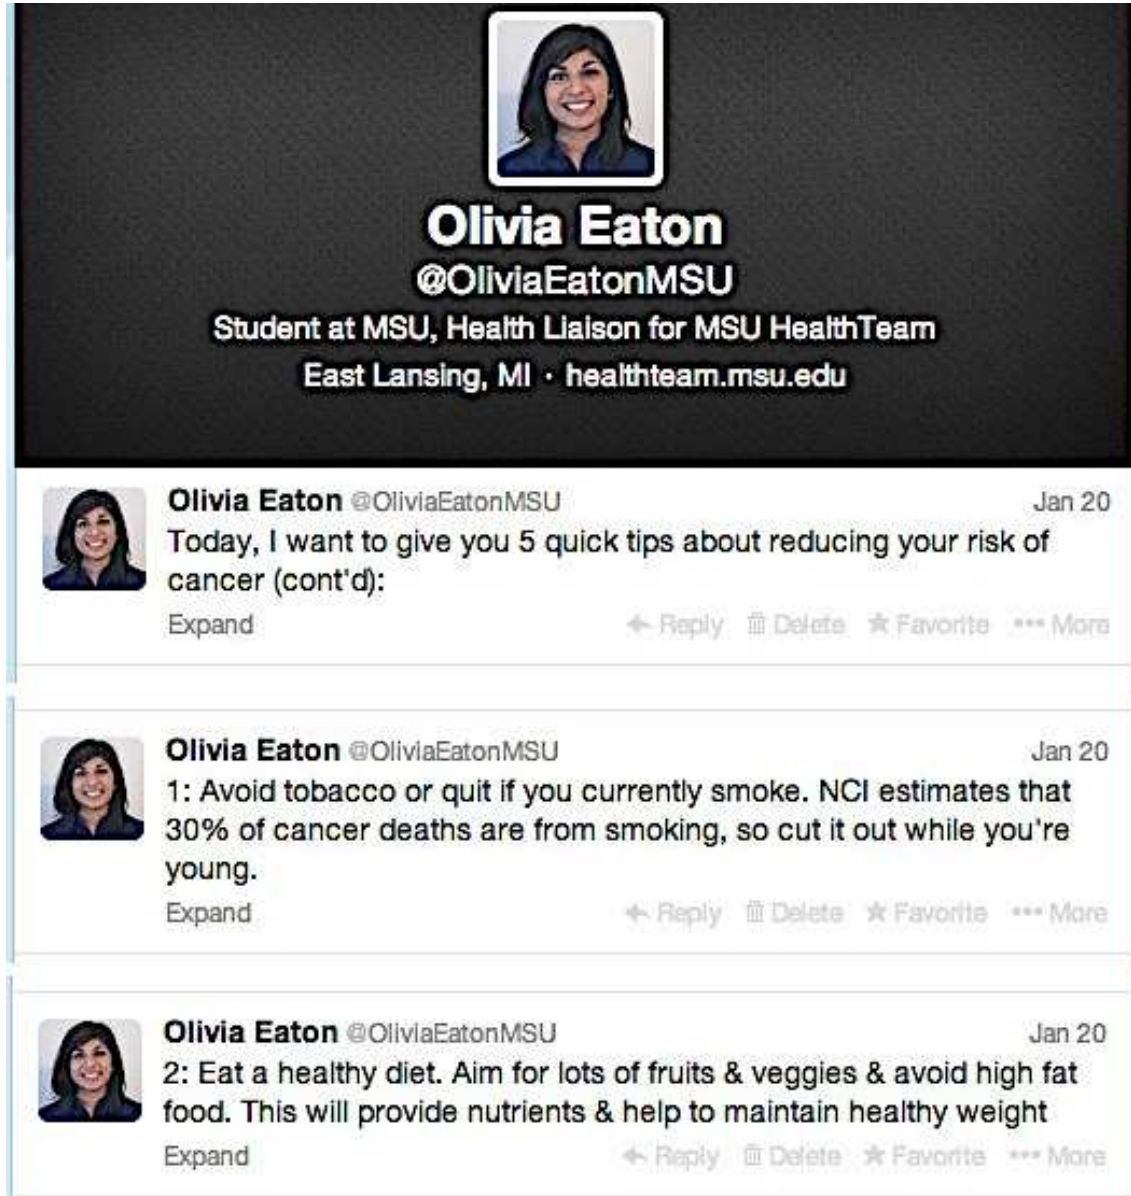 Olivia Eaton
@OliviaEatonMSU
Student at MSU, Health Liaison for MSU HealthTeam
East Lansing, MI · healthteam.msu.edu
Olivia Eaton @OliviaEatonMSU Jan 20
Today, I want to give you 5 quick tips about reducing your risk of
cancer (cont'd):
Expand Reply Delete Favorite More
Olivia Eaton @OliviaEatonMSU Jan 20
1: Avoid tobacco or quit if you currently smoke. NCI estimates that
30% of cancer deaths are from smoking, so cut it out while you're
young.
Expand Reply Delete Favorite More
Olivia Eaton @OliviaEatonMSU Jan 20
2: Eat a healthy diet. Aim for lots of fruits & veggies & avoid high fat
food. This will provide nutrients & help to maintain healthy weight
Expand Reply Delete Favorite More